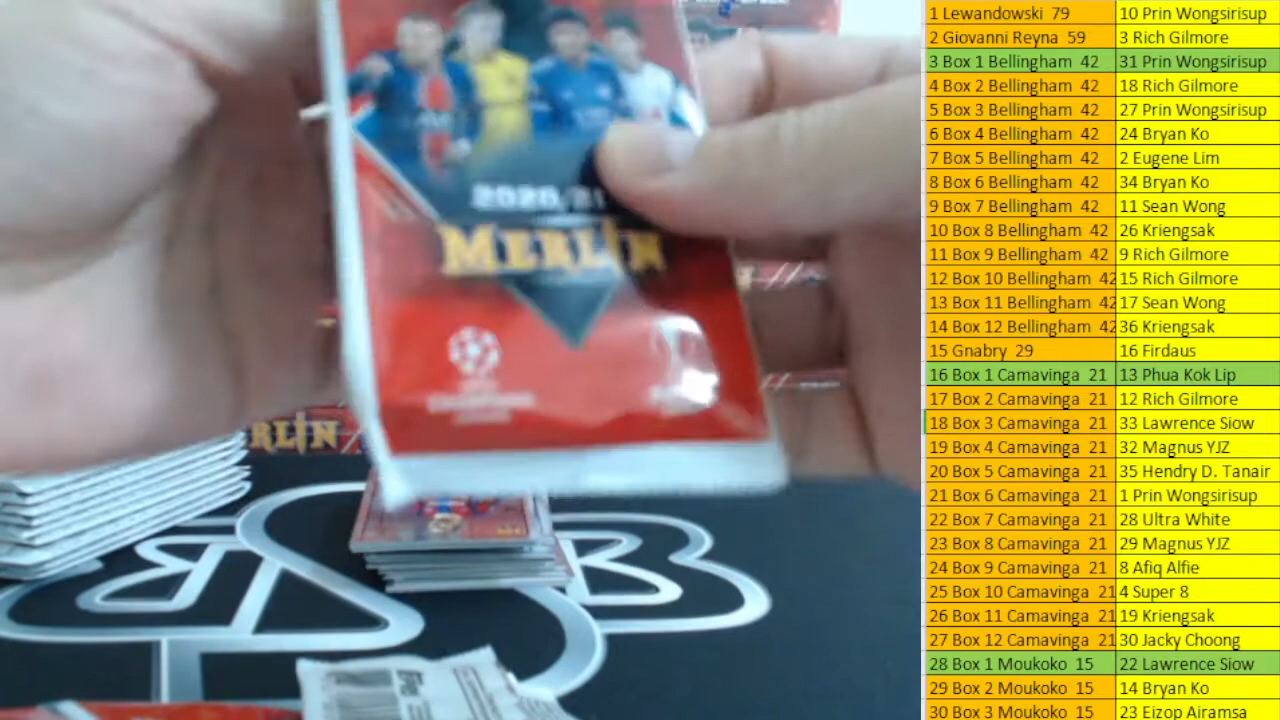 2020/21
MERLIN
CHAMPIONS
RLIN
1 Lewandowski 79 10 Prin Wongsirisup
2 Giovanni Reyna 59 3 Rich Gilmore
3 Box 1 Bellingham 42 31 Prin Wongsirisup
4 Box 2 Bellingham 42 18 Rich Gilmore
5 Box 3 Bellingham 42 27 Prin Wongsirisup
6 Box 4 Bellingham 42 24 Bryan Ko
7 Box 5 Bellingham 42 2 Eugene Lim
8 Box 6 Bellingham 42 34 Bryan Ko
9 Box 7 Bellingham 42 11 Sean Wong
10 Box 8 Bellingham 42 26 Kriengsak
11 Box 9 Bellingham 42 9 Rich Gilmore
12 Box 10 Bellingham 42 15 Rich Gilmore
13 Box 11 Bellingham 42 17 Sean Wong
14 Box 12 Bellingham 42 36 Kriengsak
15 Gnabry 29 16 Firdaus
16 Box 1 Camavinga 21 13 Phua Kok Lip
17 Box 2 Camavinga 21 12 Rich Gilmore
18 Box 3 Camavinga 21 33 Lawrence Siow
19 Box 4 Camavinga 21 32 Magnus YJZ
20 Box 5 Camavinga 21 35 Hendry D. Tanair
21 Box 6 Camavinga 21 1 Prin Wongsirisup
22 Box 7 Camavinga 21 28 Ultra White
23 Box 8 Camavinga 21 29 Magnus YJZ
24 Box 9 Camavinga 21 8 Afiq Alfie
25 Box 10 Camavinga 21 4 Super 8
26 Box 11 Camavinga 21 19 Kriengsak
27 Box 12 Camavinga 21 30 Jacky Choong
28 Box 1 Moukoko 15 22 Lawrence Siow
29 Box 2 Moukoko 15 14 Bryan Ko
30 Box 3 Moukoko 15 23 Eizop Airamsa